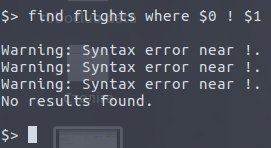 $> find flights where $0 ! $1
Warning: Syntax error near !.
Warning: Syntax error near !.
Warning: Syntax error near !.
No results found.
$>